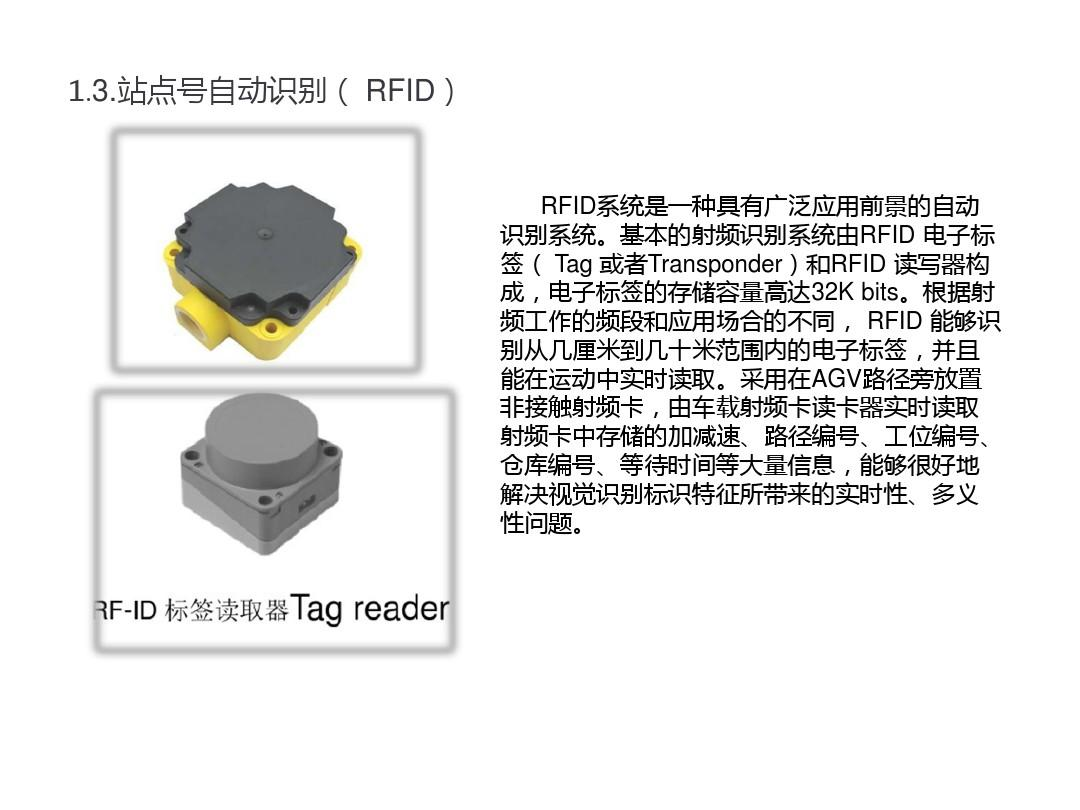 1.3.站点号自动识别（ RFID）
RFID系统是一种具有广泛应用前景的自动
识别系统。基本的射频识别系统由RFID 电子标
签（ Tag 或者Transponder）和RFID 读写器构
成，电子标签的存储容量高达32K bits。根据射
频工作的频段和应用场合的不同， RFID 能够识
别从几厘米到几十米范围内的电子标签，并且
能在运动中实时读取。采用在AGV路径旁放置
非接触射频卡，由车载射频卡读卡器实时读取
射频卡中存储的加减速、路径编号、工位编号、
仓库编号、等待时间等大量信息，能够很好地
解决视觉识别标识特征所带来的实时性、多义
性问题。
RF-ID 标签读取器Tag reader